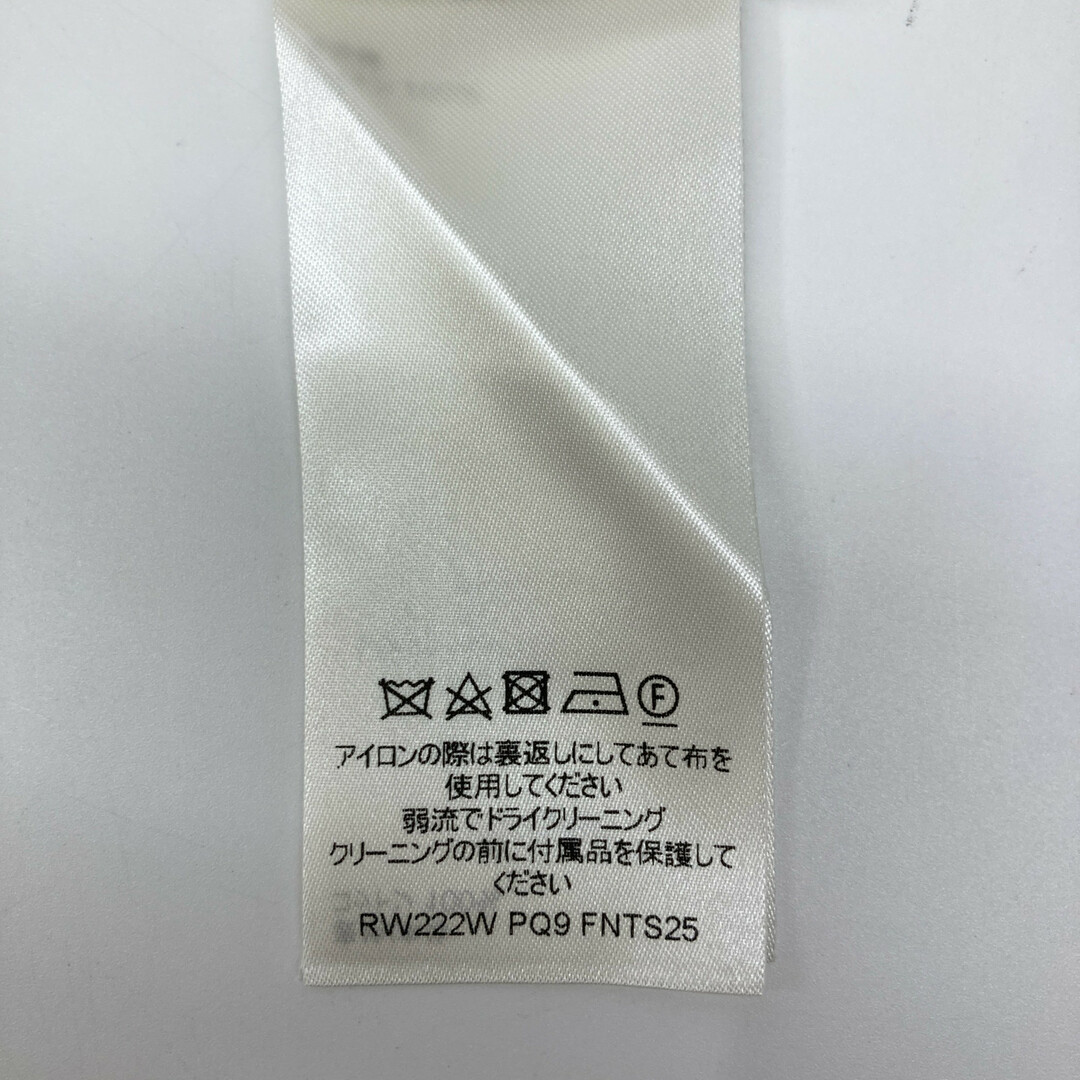 F
アイロンの際は裏返しにしてあて布を
使用してください
弱流でドライクリーニング
クリーニングの前に付属品を保護して
ください
RW222W PQ9 FNTS25